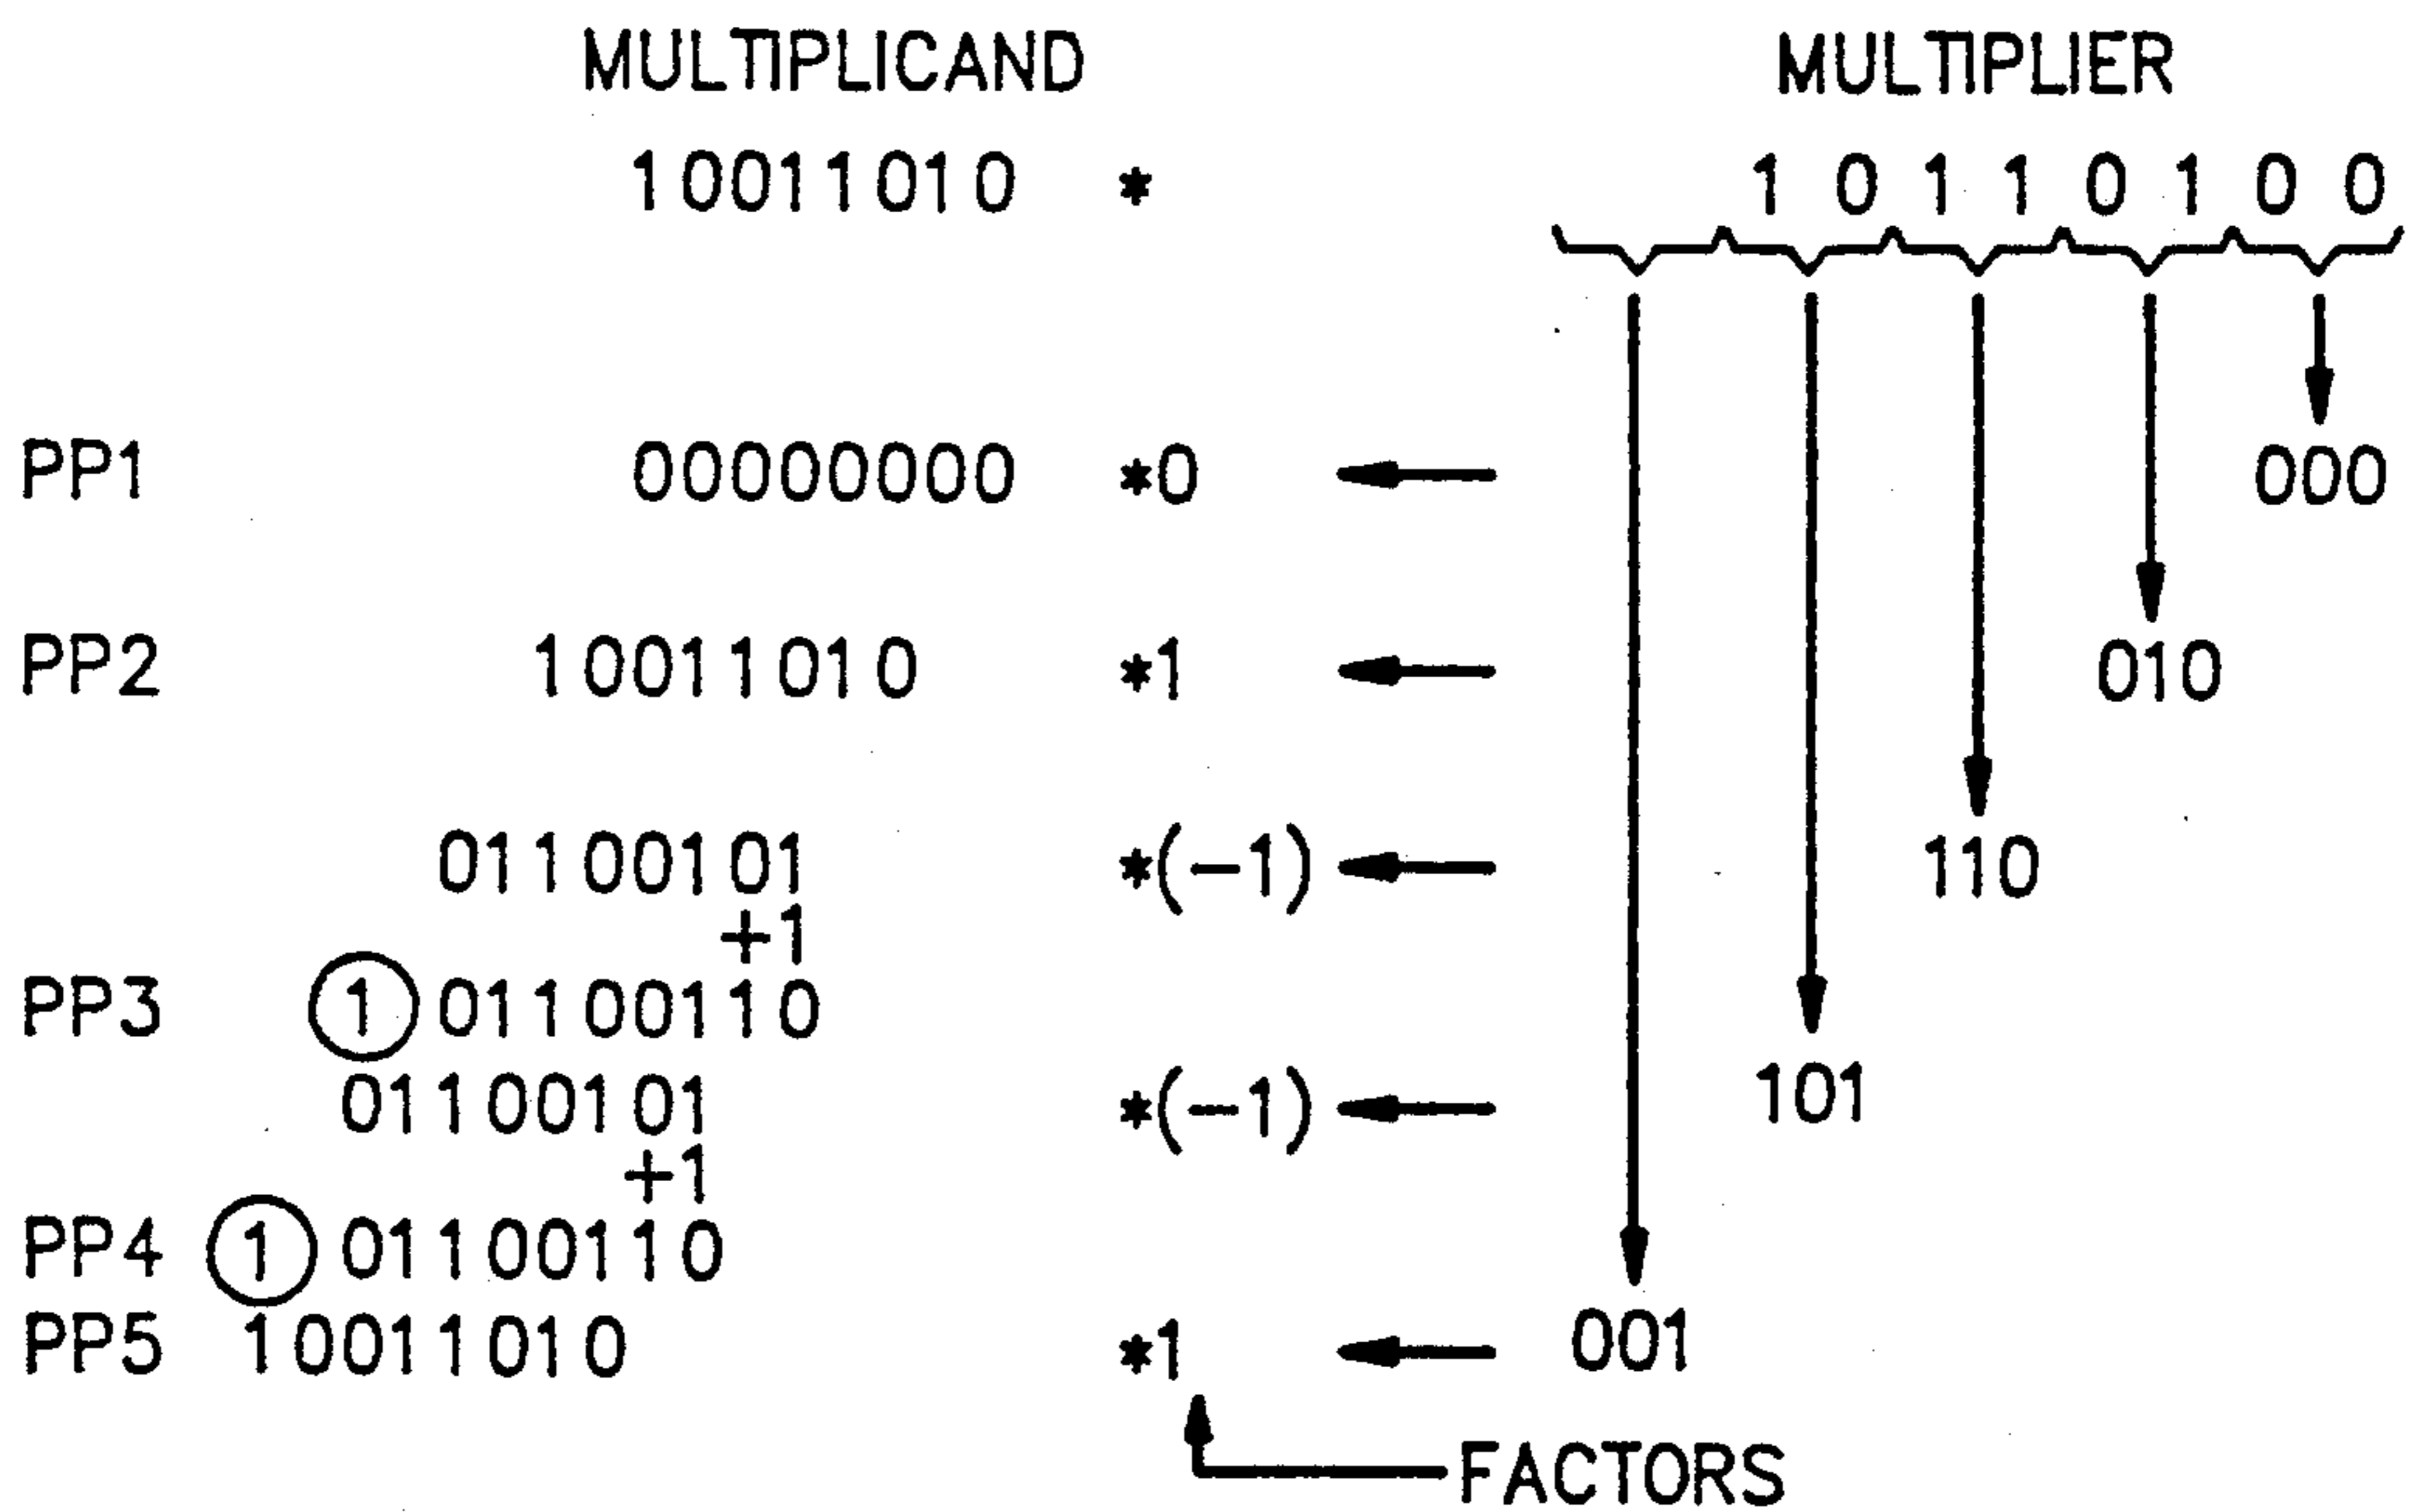 MULTIPLICAND MULTIPLIER
10011010 * 1 0 1 1 0 1 0 0
PP1 00000000 *0 000
PP2 10011010 *1 010
01100101 *(-1) 110
+1
PP3 1 01100110
01100101 *(-1) 101
+1
PP4 1 01100110
PP5 10011010 *1 001
FACTORS